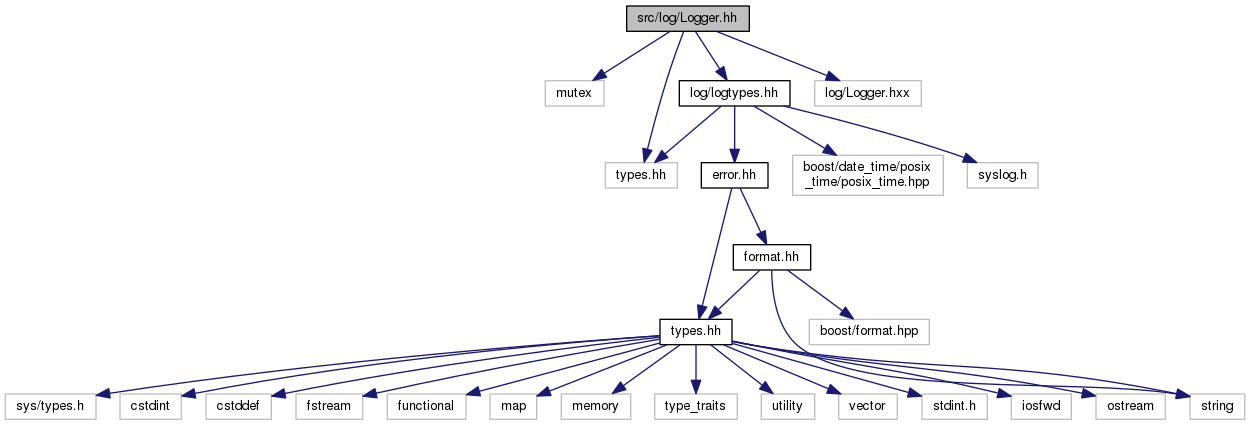 src/log/Logger.hh
mutex
log/logtypes.hh
log/Logger.hxx
types.hh
error.hh
boost/date_time/posix
_time/posix_time.hpp
syslog.h
format.hh
types.hh
boost/format.hpp
sys/types.h
cstdint
cstddef
fstream
functional
map
memory
type_traits
utility
vector
stdint.h
iosfwd
ostream
string